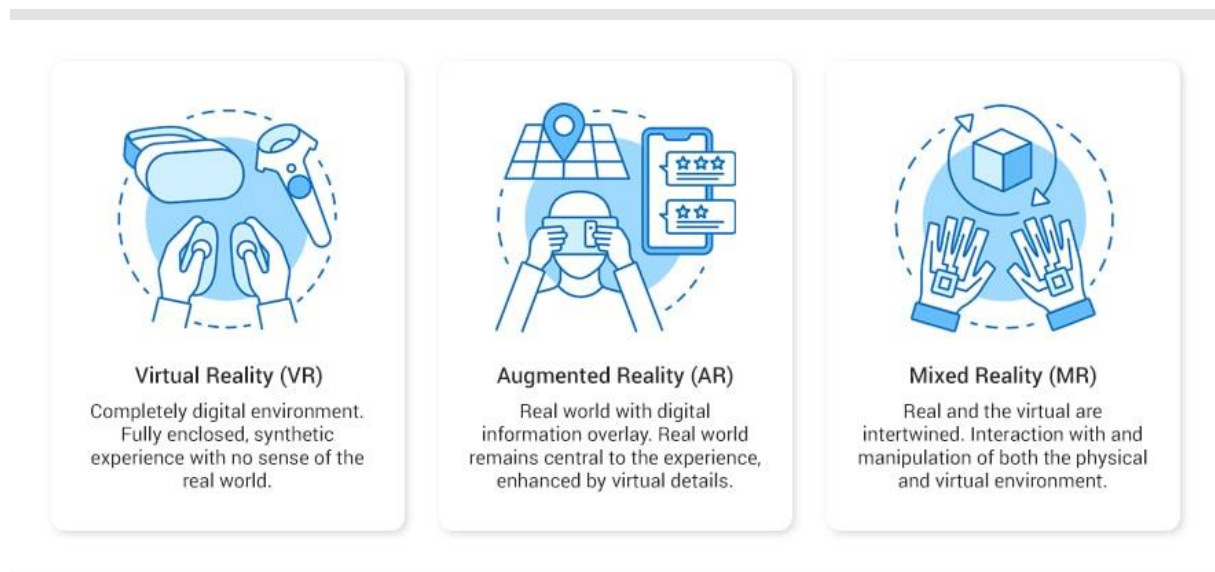 Virtual Reality (VR)
Completely digital environment.
Fully enclosed, synthetic
experience with no sense of the
real world.
Augmented Reality (AR)
Real world with digital
information overlay. Real world
remains central to the experience,
enhanced by virtual details.
Mixed Reality (MR)
Real and the virtual are
intertwined. Interaction with and
manipulation of both the physical
and virtual environment.